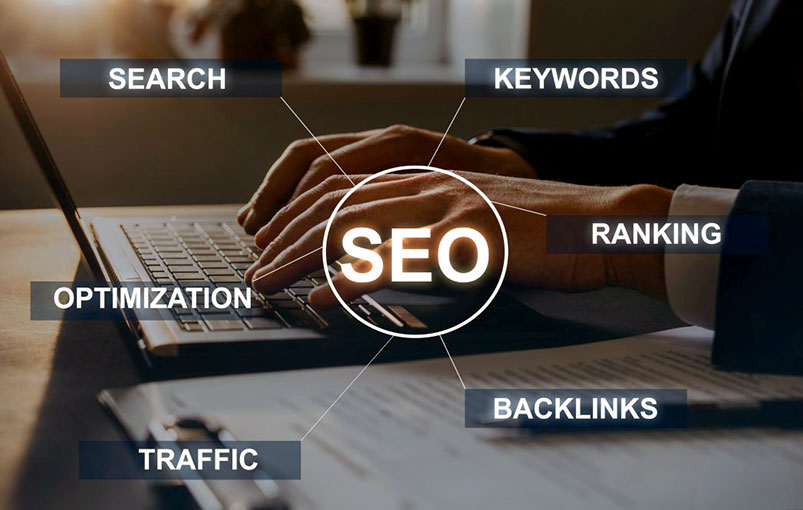 SEARCH
KEYWORDS
SEO
RANKING
OPTIMIZATION
BACKLINKS
TRAFFIC